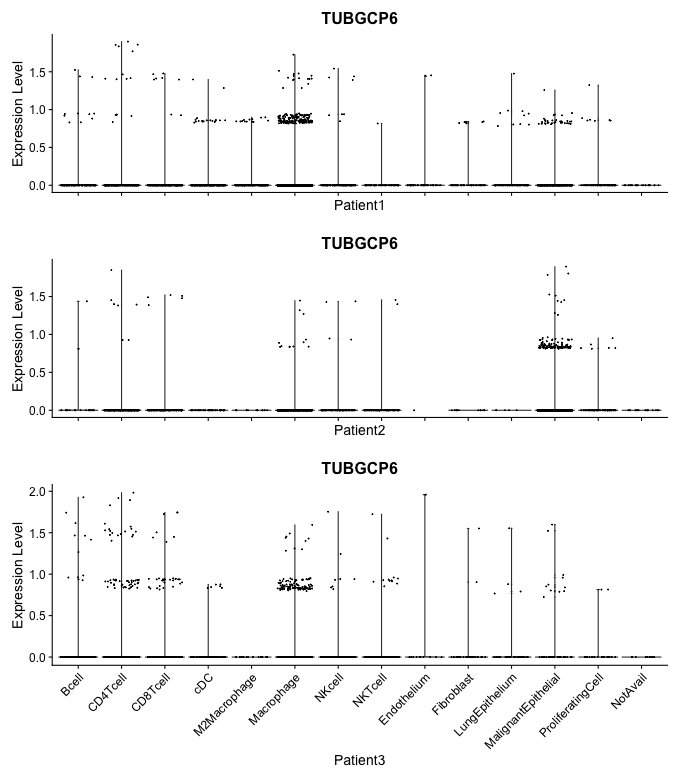 TUBGCP6
Expression Level
1.5
1.0
0.5
0.0
Patient1
TUBGCP6
Expression Level
1.5
1.0
0.5
0.0
Patient2
TUBGCP6
Expression Level
2.0
1.5
1.0
0.5
0.0
Bcell
CD4Tcell
CD8Tcell
cDC
M2Macrophage
Macrophage
NKcell
NKTcell
Endothelium
Fibroblast
LungEpithelium
MalignantEpithelial
ProliferatingCell
NotAvail
Patient3